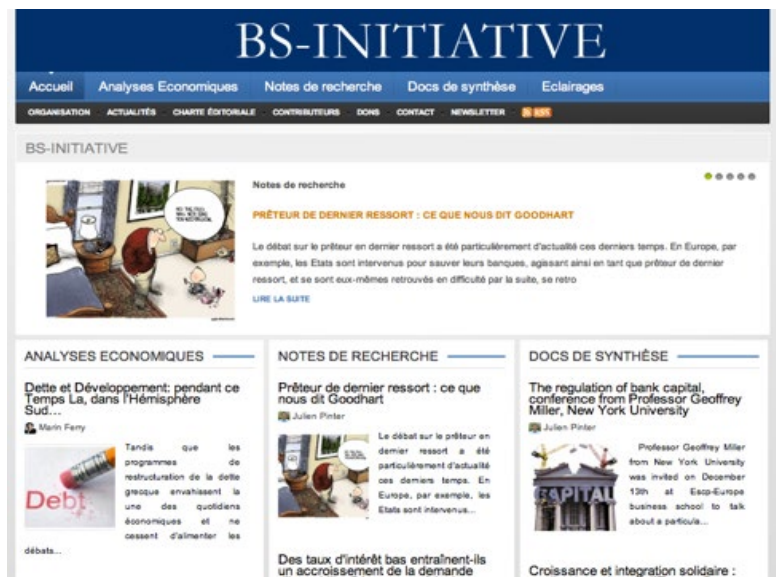 BS-INITIATIVE
Accueil Analyses Economiques Notes de recherche Docs de synthèse Eclairages
ORGANISATION ACTUALITÉS CHARTE ÉDITORIALE CONTRIBUTEURS DONS CONTACT NEWSLETTER RSS
BS-INITIATIVE
Notes de recherche
PRÊTEUR DE DERNIER RESSORT : CE QUE NOUS DIT GOODHART
Le débat sur le prêteur en dernier ressort a été particulièrement d'actualité ces derniers temps. En Europe, par
exemple, les Etats sont intervenus pour sauver leurs banques, agissant ainsi en tant que prêteur de dernier
ressort, et se sont eux-mêmes retrouvés en difficulté par la suite, se retro
LIRE LA SUITE
ANALYSES ECONOMIQUES
Dette et Développement: pendant ce
Temps La, dans l'Hémisphère
Sud...
Marin Ferry
Debt
Tandis que les
programmes de
restructuration de la dette
grecque envahissent la
une des quotidiens
économiques et ne
cessent d'alimenter les
débats...
NOTES DE RECHERCHE
Prêteur de dernier ressort : ce que
nous dit Goodhart
Julien Pinter
Le débat sur le prêteur en
dernier ressort a été
particulièrement d'actualité
ces derniers temps. En
Europe, par exemple, les
Etats sont intervenus...
Des taux d'intérêt bas entraînent-ils
un accroissement de la demande
DOCS DE SYNTHÈSE
The regulation of bank capital,
conference from Professor Geoffrey
Miller, New York University
Julien Pinter
CAPITAL
Professor Geoffrey Miller
from New York University
was invited on December
13th at Escp-Europe
business school to talk
about a particula...
Croissance et integration solidaire :